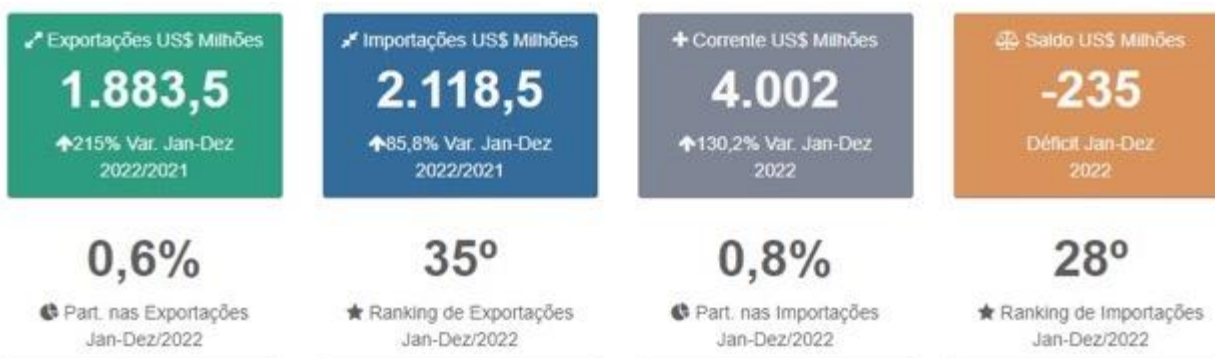 Exportações US$ Milhões
1.883,5
215% Var. Jan-Dez
2022/2021
Importações US$ Milhões
2.118,5
85,8% Var. Jan-Dez
2022/2021
Corrente US$ Milhões
4.002
130,2% Var. Jan-Dez
2022
Saldo US$ Milhões
-235
Déficit Jan-Dez
2022
0,6%
Part. nas Exportações
Jan-Dez/2022
35º
Ranking de Exportações
Jan-Dez/2022
0,8%
Part. nas Importações
Jan-Dez/2022
28º
Ranking de Importações
Jan-Dez/2022